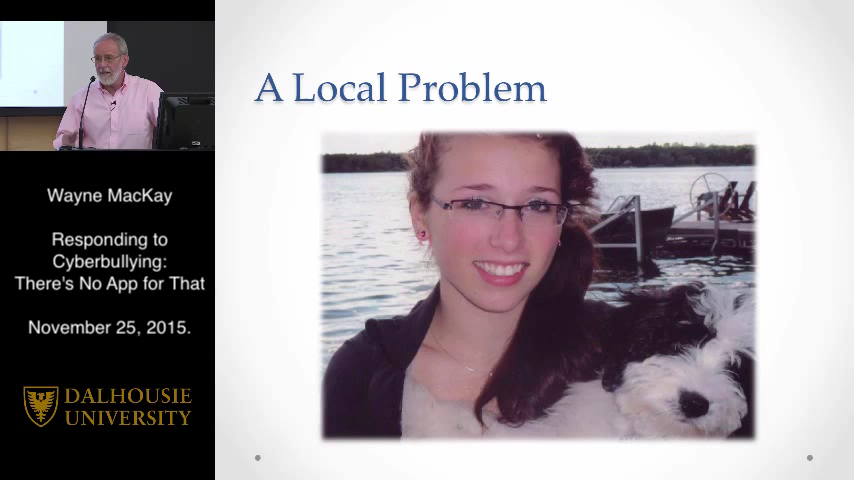 A Local Problem
Wayne MacKay
Responding to
Cyberbullying:
There's No App for That
November 25, 2015.
DALHOUSIE
UNIVERSITY